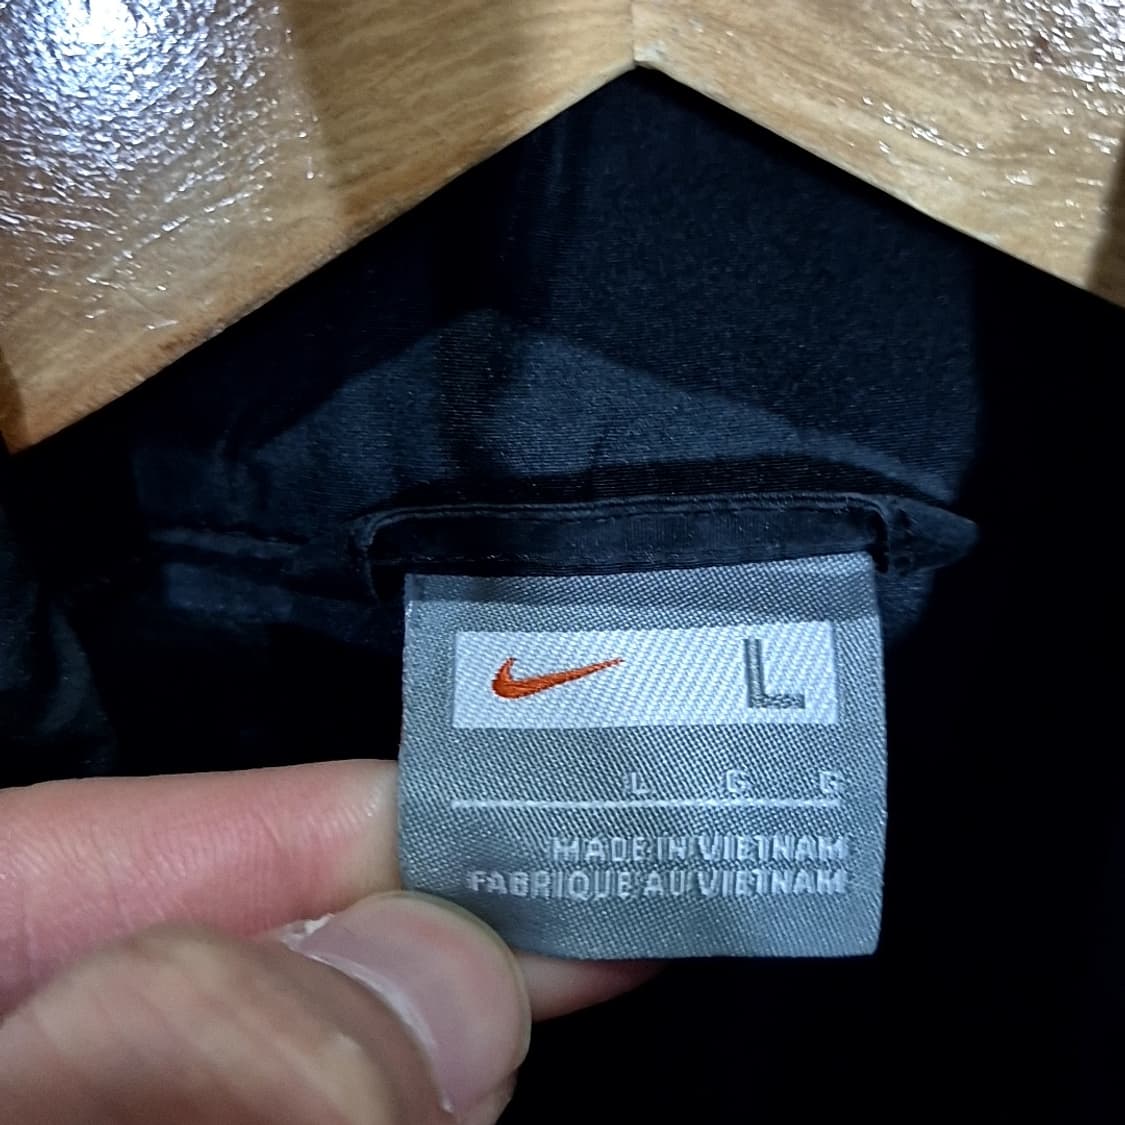 L
L G G
MADE IN VIETNAM
FABRIQUE AU VIETNAM